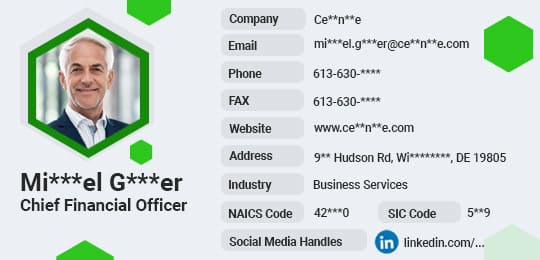 Company Ce**n**e
Email mi***el.g***er@ce**n**e.com
Phone 613-630-****
FAX 613-630-****
Website www.ce**n**e.com
Address 9** Hudson Rd, Wi********, DE 19805
Industry Business Services
NAICS Code 42***0 SIC Code 5**9
Social Media Handles in linkedin.com/...
Mi***el G***er
Chief Financial Officer